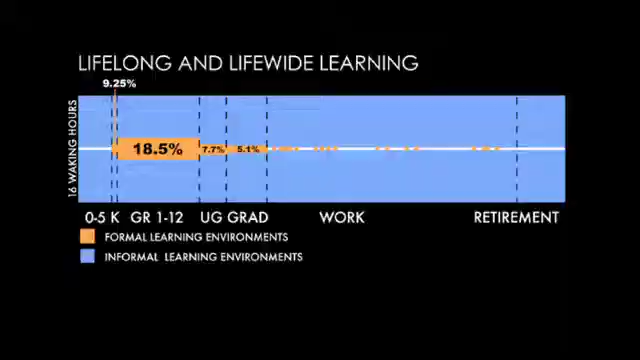 LIFELONG AND LIFEWIDE LEARNING
9.25%
16 WAKING HOURS
18.5%
7.7%
5.1%
0-5 K GR 1-12 UG GRAD WORK RETIREMENT
FORMAL LEARNING ENVIRONMENTS
INFORMAL LEARNING ENVIRONMENTS